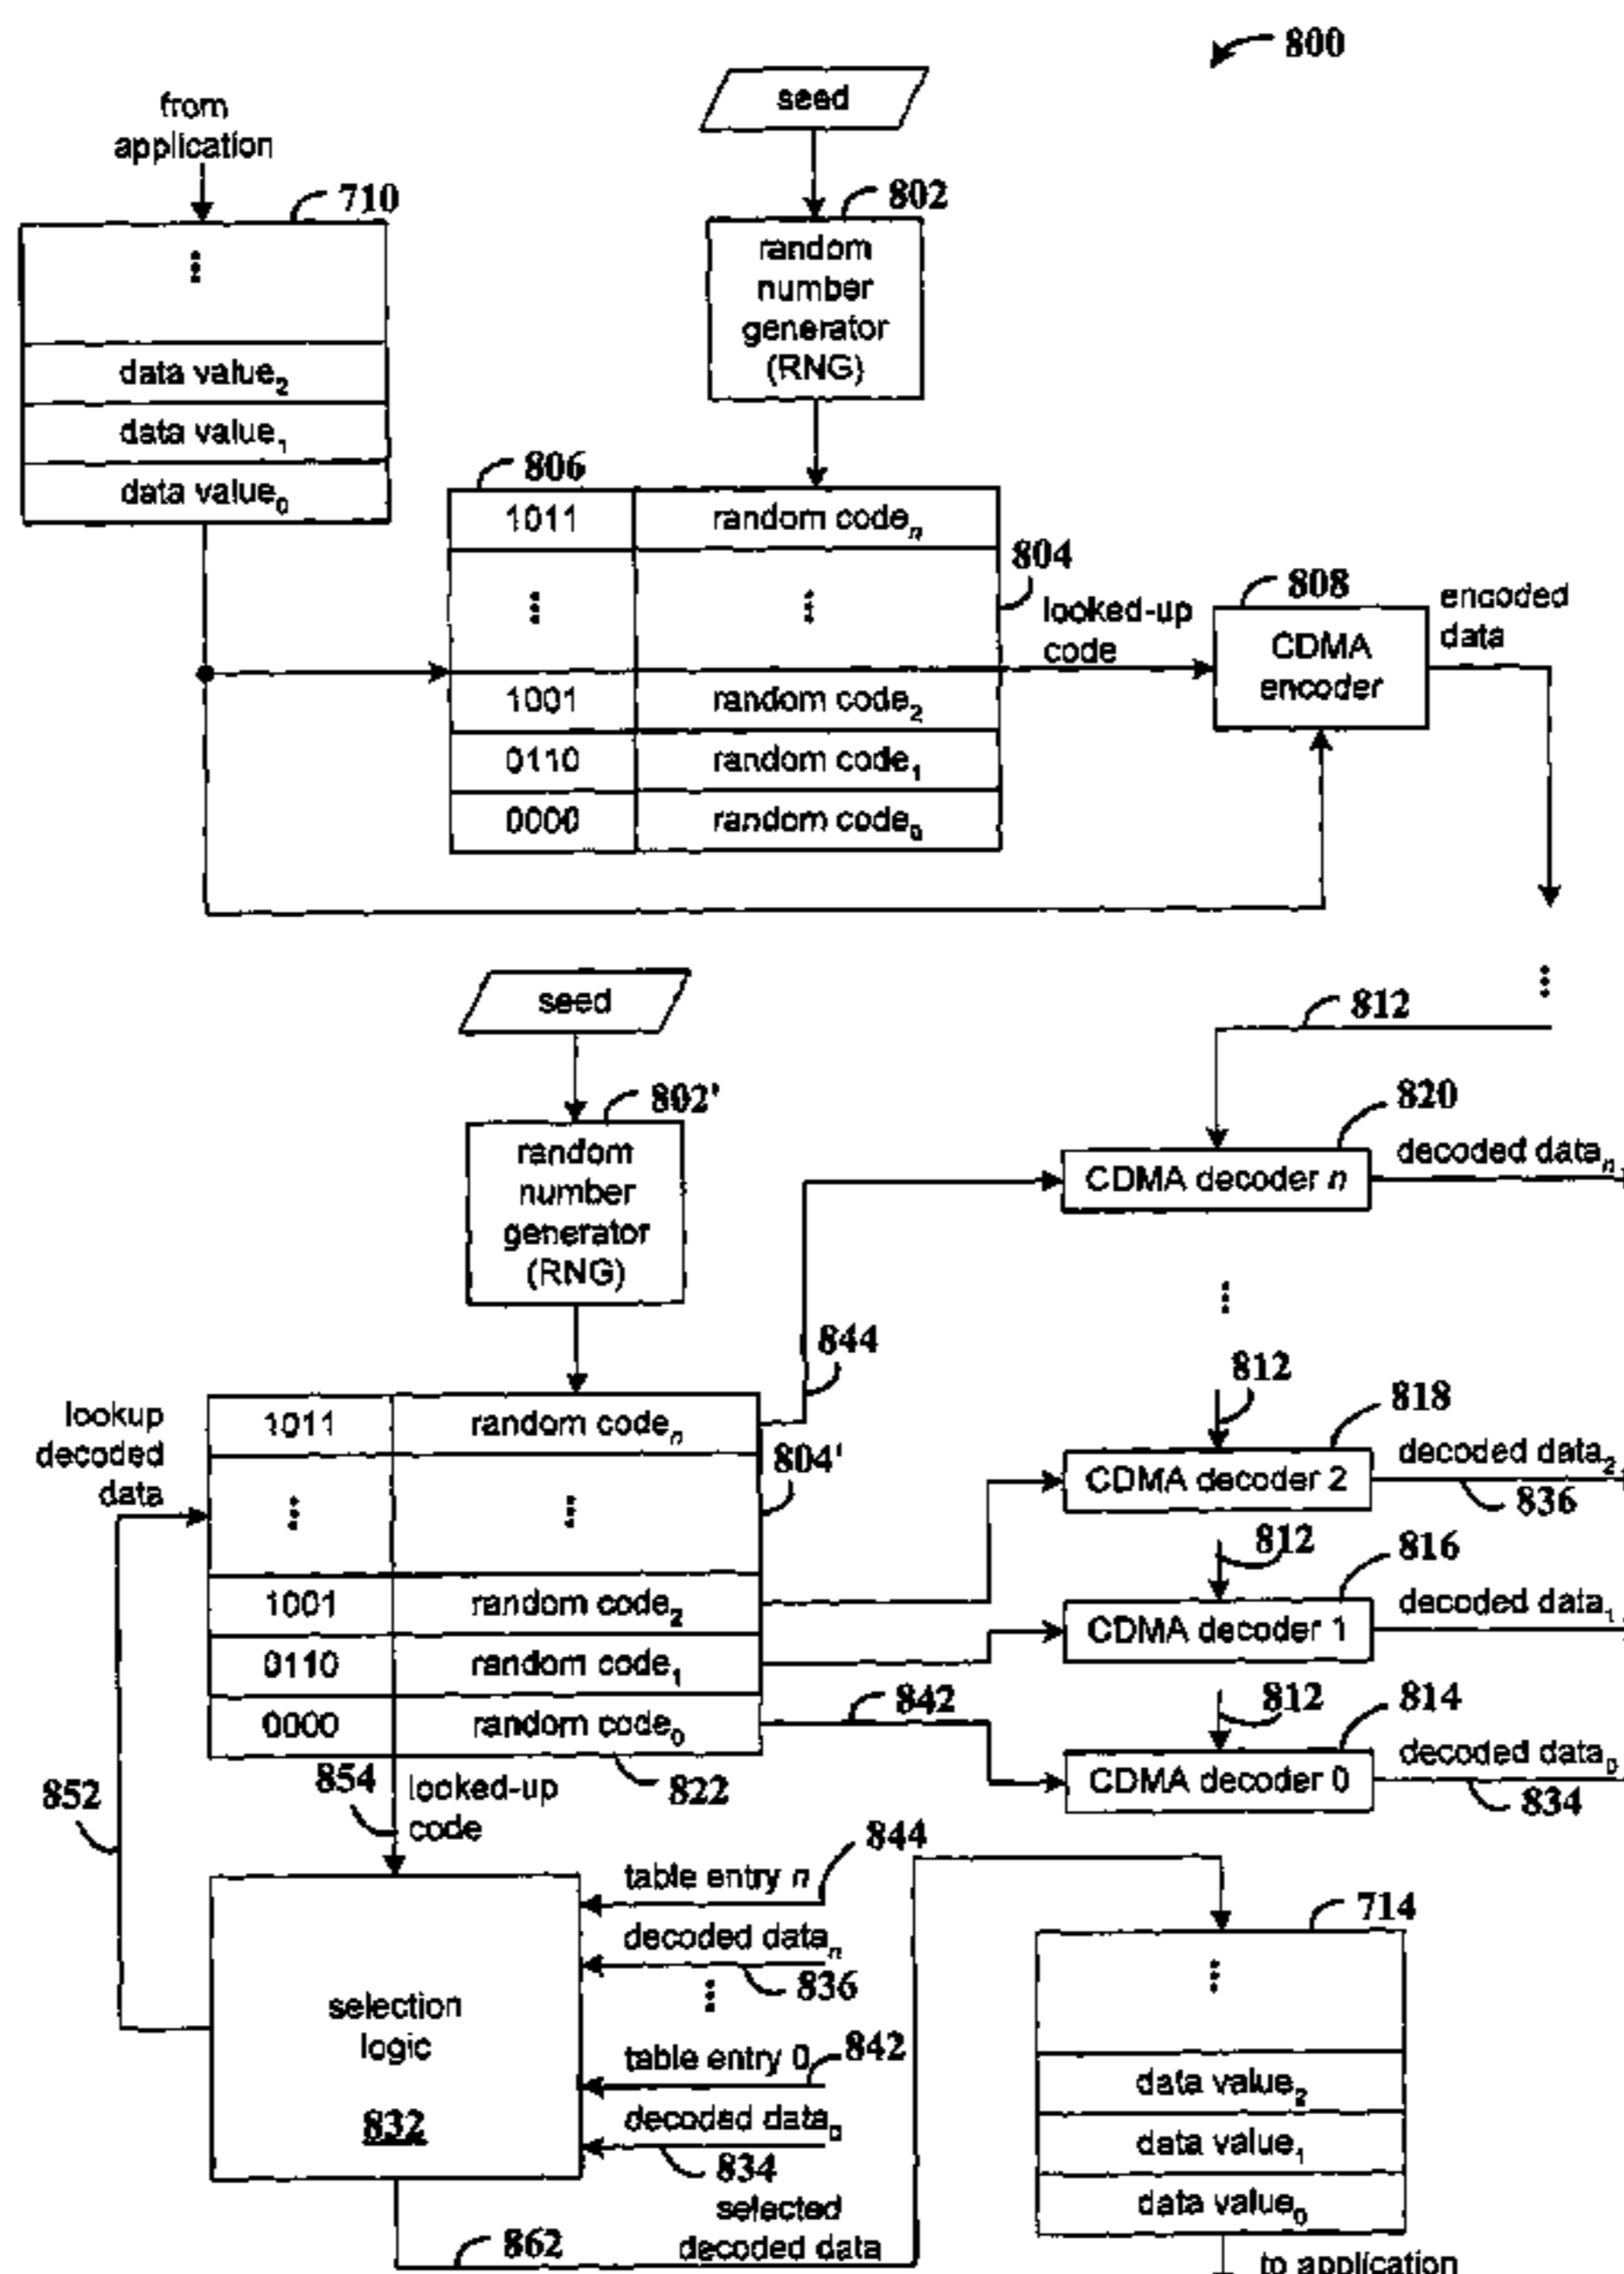 800
from
application
710
⋮
data value2
data value1
data value0
seed
802
random
number
generator
(RNG)
806
1011 random coden
⋮ ⋮
1001 random code2
0110 random code1
0000 random code0
804
looked-up
code
808
CDMA
encoder
encoded
data
⋮
812
seed
802'
random
number
generator
(RNG)
820
CDMA decoder n
decoded datan
⋮
844
lookup
decoded
data
1011 random coden
⋮ ⋮
1001 random code2
0110 random code1
0000 random code0
804'
812
818
CDMA decoder 2
decoded data2
836
812
816
CDMA decoder 1
decoded data1
842
812
814
CDMA decoder 0
decoded data0
834
822
852
854
looked-up
code
selection
logic
832
844
table entry n
decoded datan
836
⋮
table entry 0
842
decoded data0
834
selected
decoded data
862
714
⋮
data value2
data value1
data value0
to application